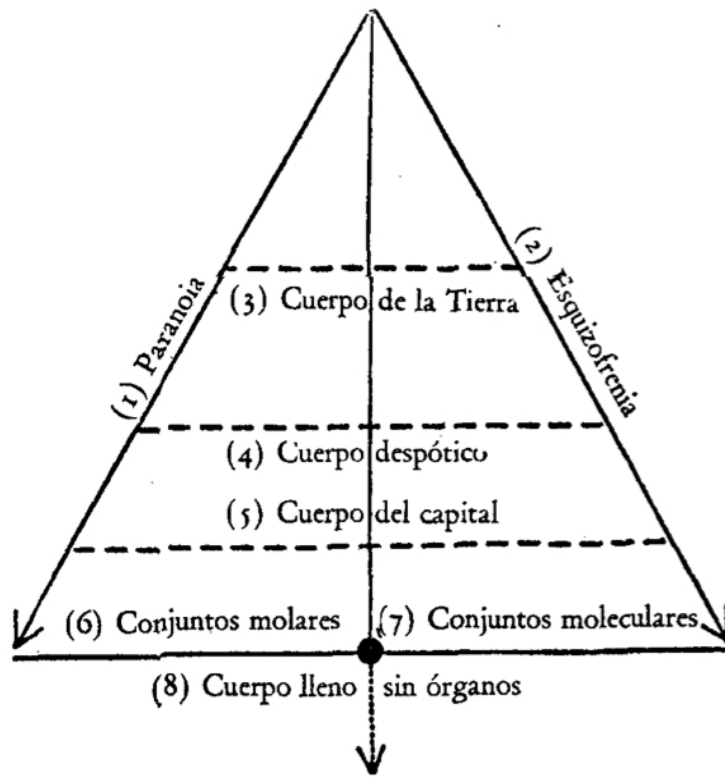 (1) Paranoia
(2) Esquizofrenia
(3) Cuerpo de la Tierra
(4) Cuerpo despótico
(5) Cuerpo del capital
(6) Conjuntos molares
(7) Conjuntos moleculares
(8) Cuerpo lleno sin órganos